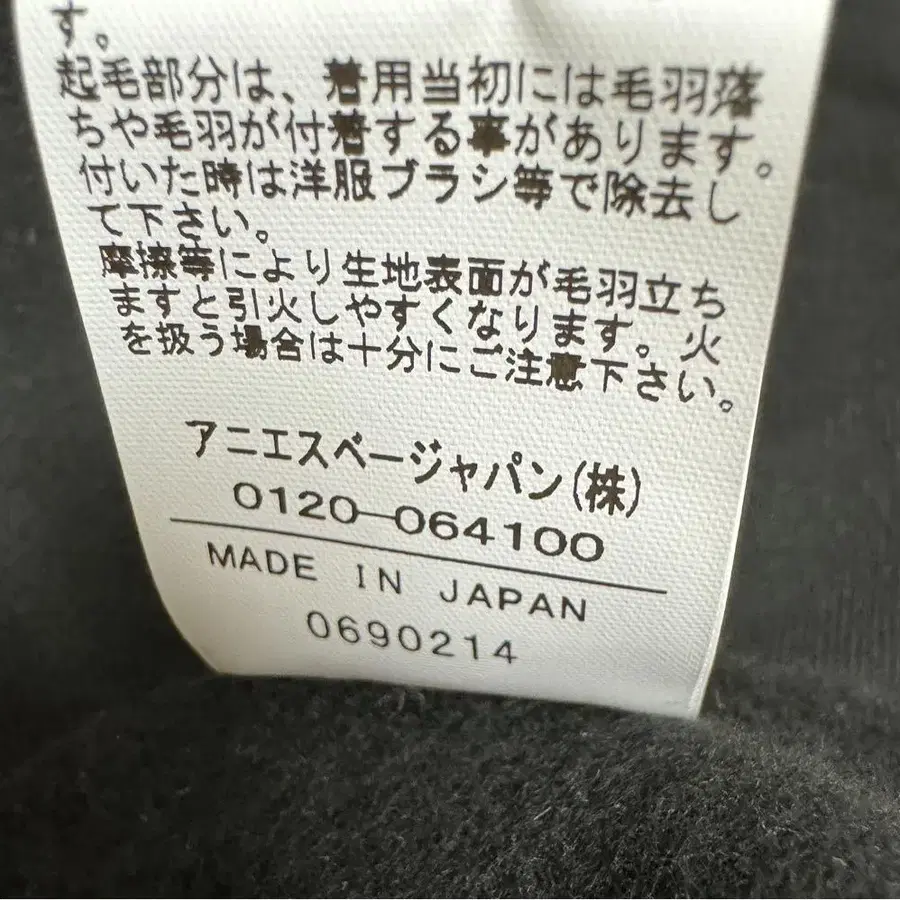 す。
起毛部分は、着用当初には毛羽落
ちや毛羽が付着する事があります。
付いた時は洋服ブラシ等で除去し
て下さい。
摩擦等により生地表面が毛羽立ち
ますと引火しやすくなります。火
を扱う場合は十分にご注意下さい。
アニエスベージャパン(株)
0120-064100
MADE IN JAPAN
0690214